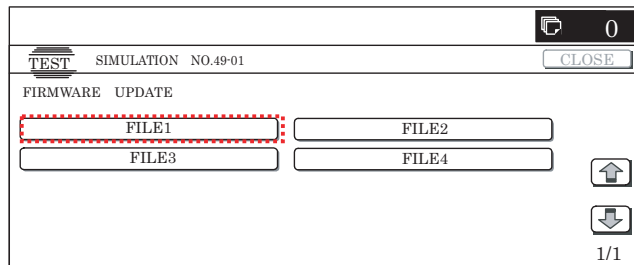 0
TEST SIMULATION NO.49-01 CLOSE
FIRMWARE UPDATE
FILE1 FILE2
FILE3 FILE4
1/1